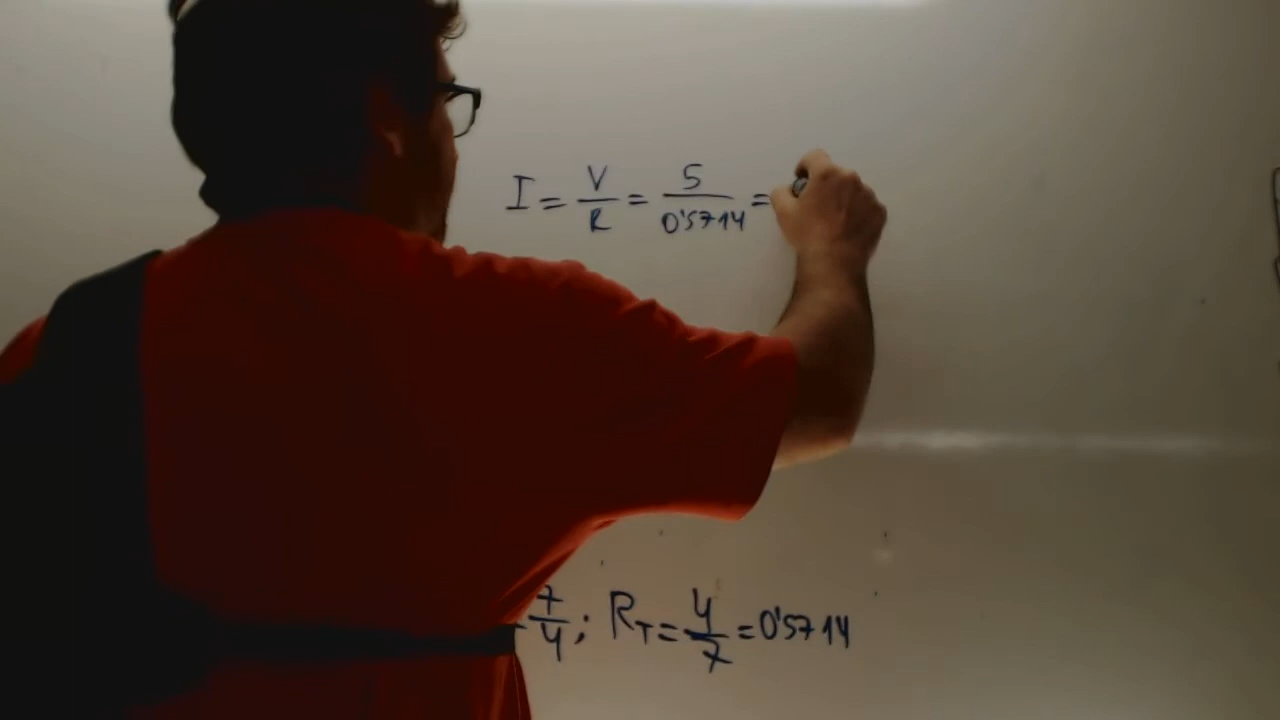 I = V/R = 5/0'5714 =
7/4; R_T = 4/7 = 0'5714